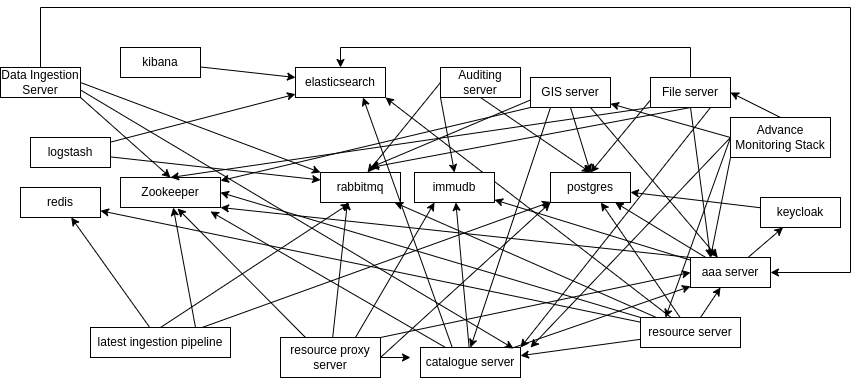 kibana
Data Ingestion
Server
elasticsearch
Auditing
server
GIS server
File server
Advance
Monitoring Stack
logstash
redis
Zookeeper
rabbitmq
immudb
postgres
keycloak
aaa server
latest ingestion pipeline
resource proxy
server
catalogue server
resource server